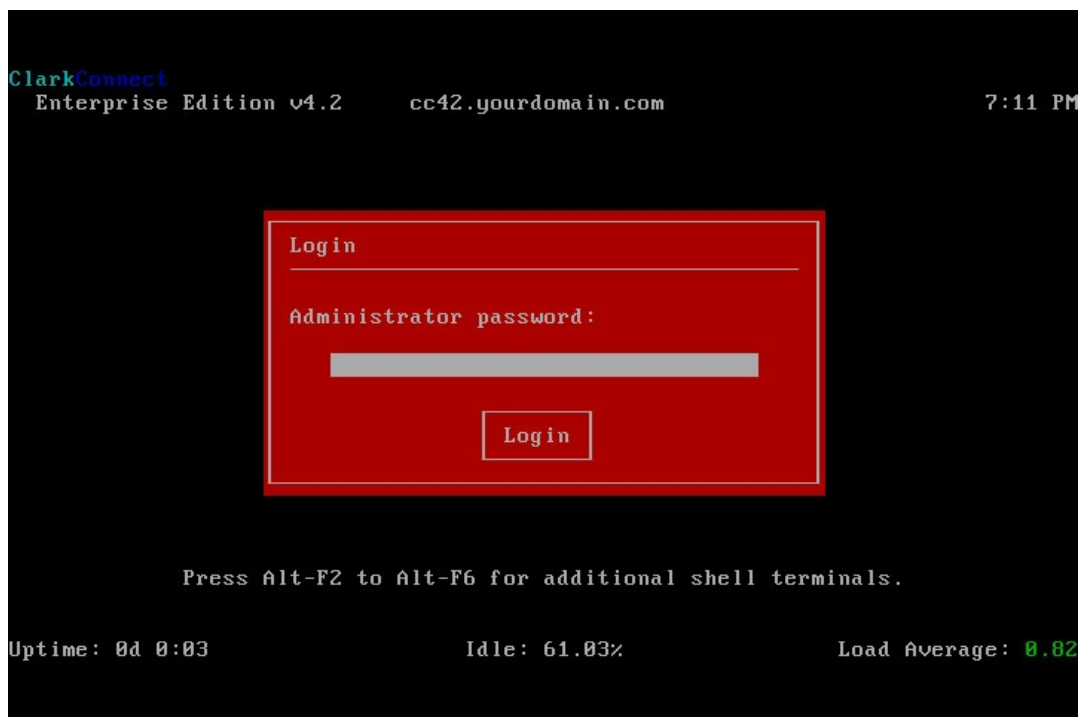 ClarkConnect
Enterprise Edition v4.2 cc42.yourdomain.com 7:11 PM
Login
Administrator password:
Login
Press Alt-F2 to Alt-F6 for additional shell terminals.
Uptime: 0d 0:03 Idle: 61.03% Load Average: 0.82